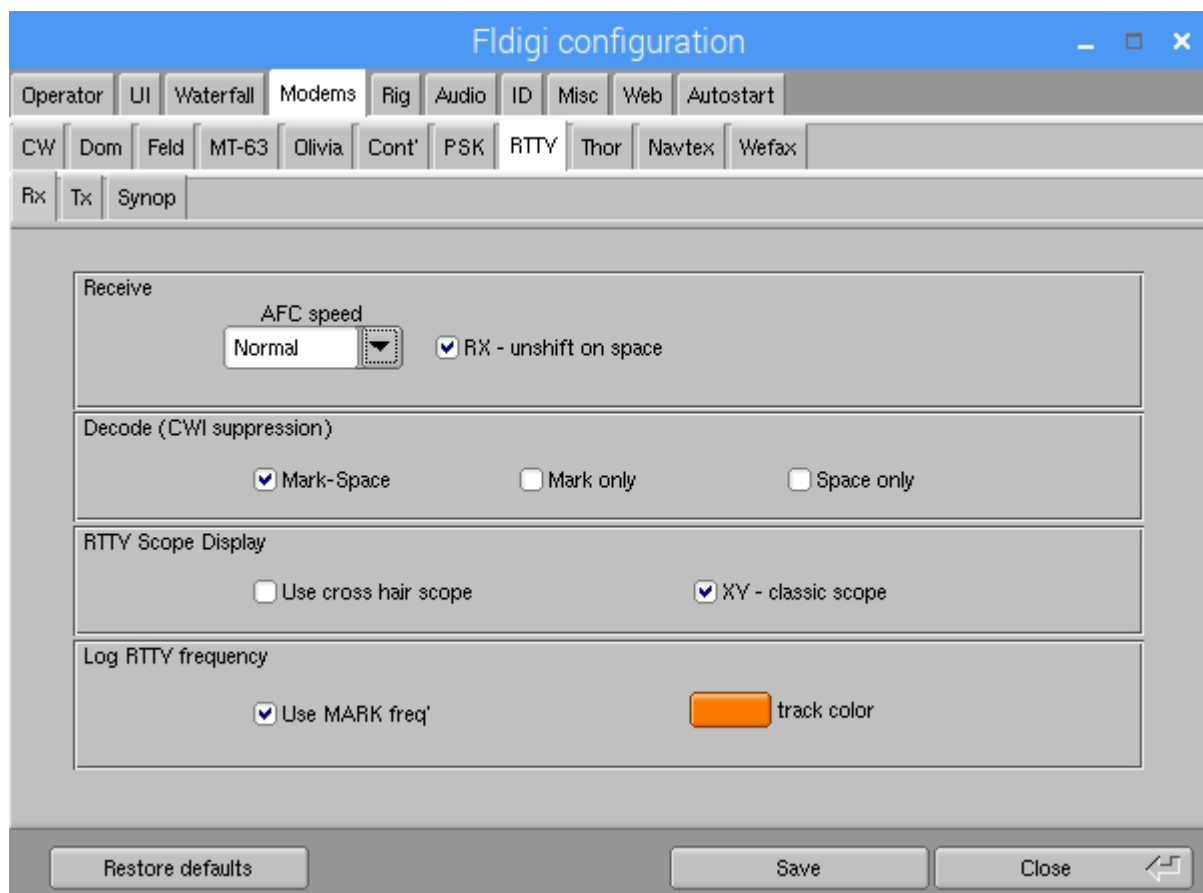 Fldigi configuration
Operator UI Waterfall Modems Rig Audio ID Misc Web Autostart
CW Dom Feld MT-63 Olivia Cont' PSK RTTY Thor Navtex Wefax
Rx Tx Synop
Receive
AFC speed
Normal RX - unshift on space
Decode (CWI suppression)
Mark-Space Mark only Space only
RTTY Scope Display
Use cross hair scope XY - classic scope
Log RTTY frequency
Use MARK freq' track color
Restore defaults Save Close